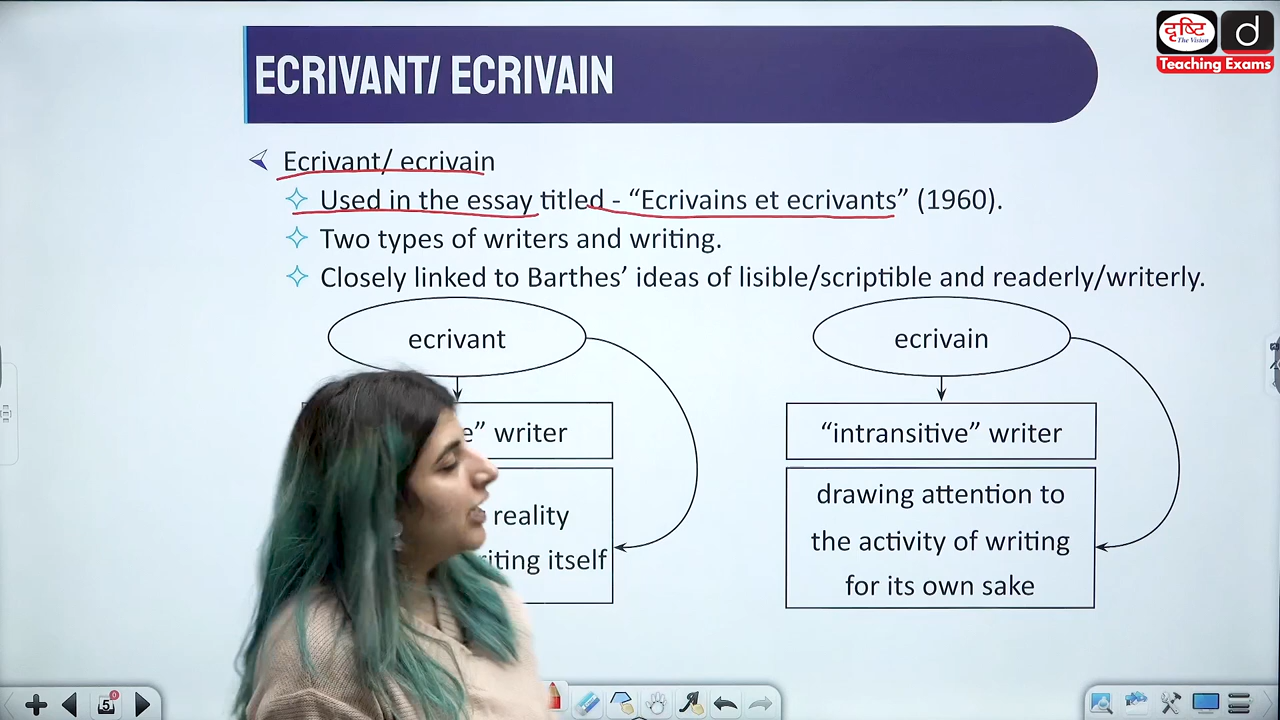 दृष्टि
The Vision
d
Teaching Exams
ECRIVANT/ ECRIVAIN
Ecrivant/ ecrivain
Used in the essay titled - “Ecrivains et ecrivants” (1960).
Two types of writers and writing.
Closely linked to Barthes’ ideas of lisible/scriptible and readerly/writerly.
ecrivant
writer
reality
itself
ecrivain
“intransitive” writer
drawing attention to
the activity of writing
for its own sake
5
0